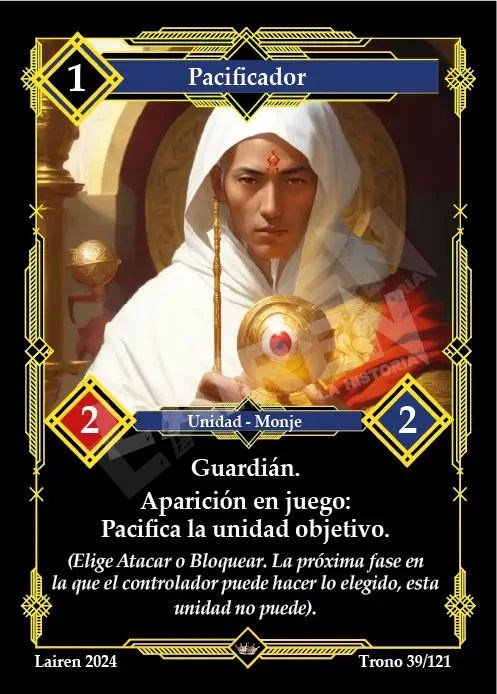 1
Pacificador
2
Unidad - Monje
2
Guardián.
Aparición en juego:
Pacifica la unidad objetivo.
(Elige Atacar o Bloquear. La próxima fase en
la que el controlador puede hacer lo elegido, esta
unidad no puede).
Lairen 2024
Trono 39/121
HISTORIA